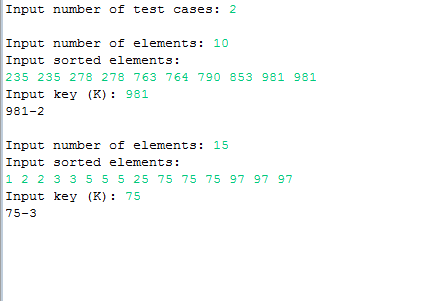 Input number of test cases: 2
Input number of elements: 10
Input sorted elements:
235 235 278 278 763 764 790 853 981 981
Input key (K): 981
981-2
Input number of elements: 15
Input sorted elements:
1 2 2 3 3 5 5 5 25 75 75 75 97 97 97
Input key (K): 75
75-3